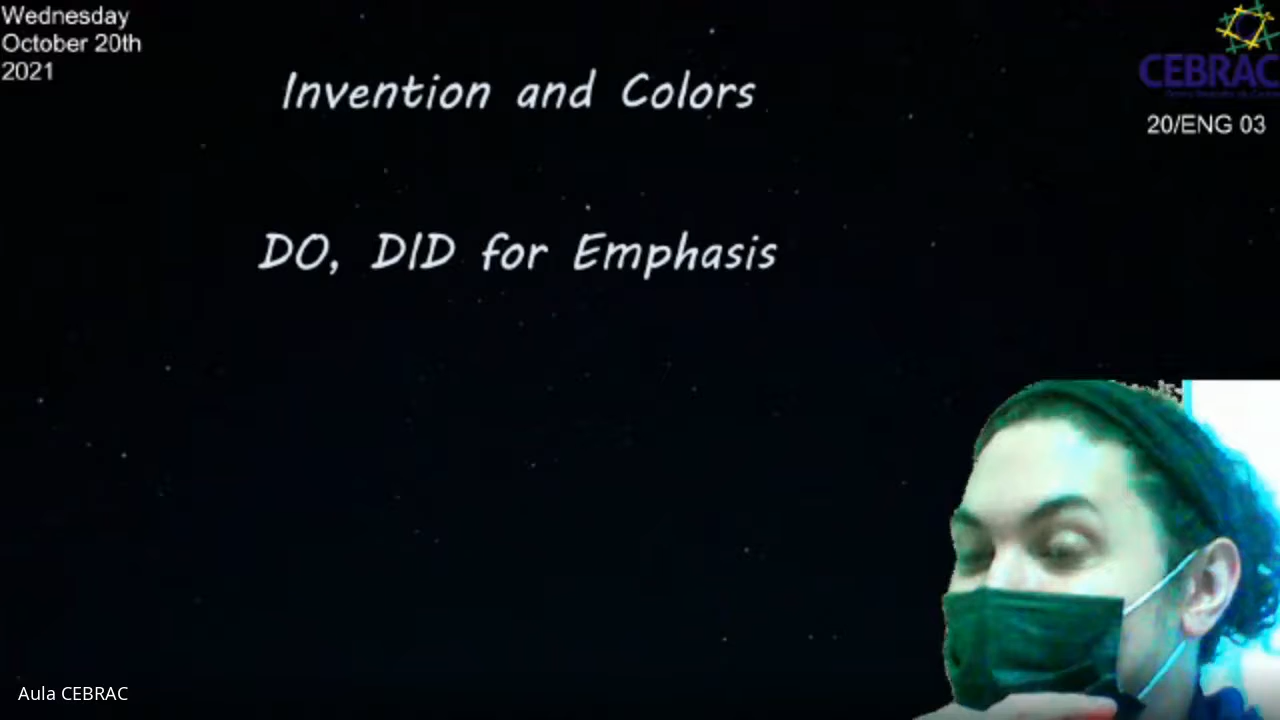 Wednesday
October 20th
2021
Invention and Colors
CEBRAC
20/ENG 03
DO, DID for Emphasis
Aula CEBRAC